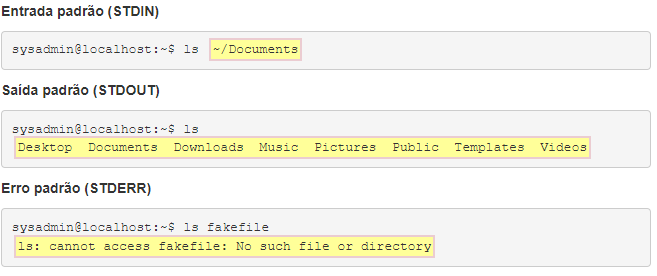 Entrada padrão (STDIN)
sysadmin@localhost:~$ ls ~/Documents
Saída padrão (STDOUT)
sysadmin@localhost:~$ ls
Desktop  Documents  Downloads  Music  Pictures  Public  Templates  Videos
Erro padrão (STDERR)
sysadmin@localhost:~$ ls fakefile
ls: cannot access fakefile: No such file or directory